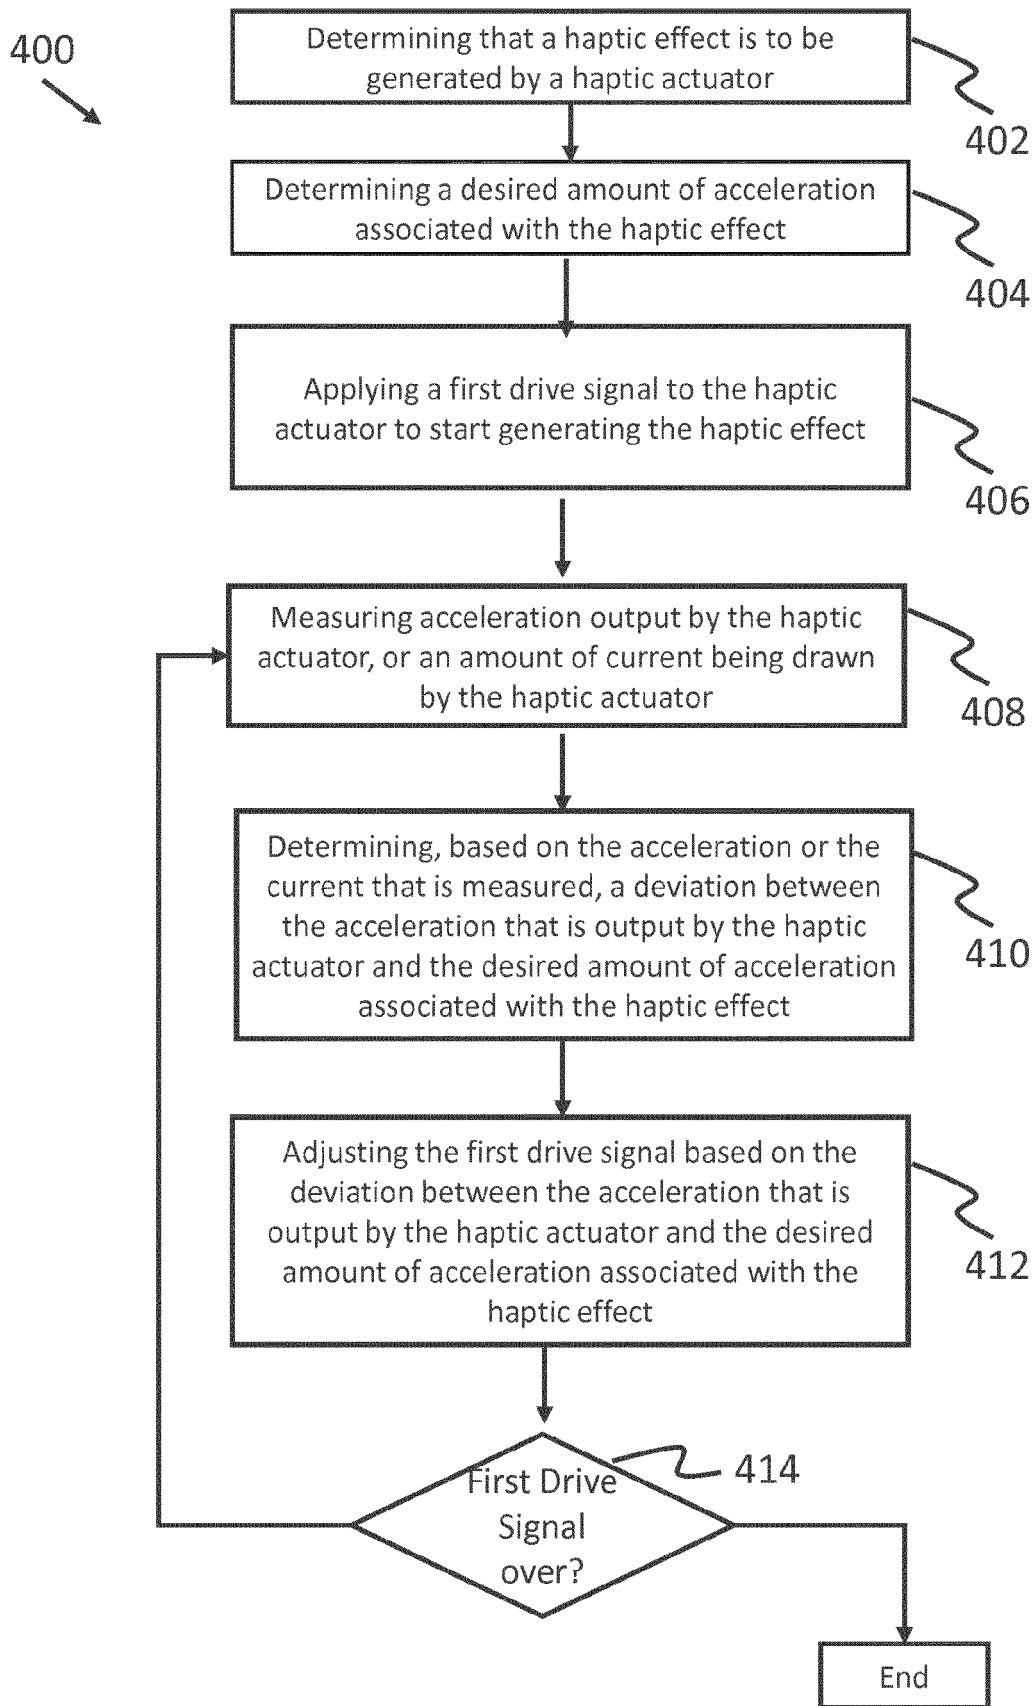 400
Determining that a haptic effect is to be
generated by a haptic actuator
402
Determining a desired amount of acceleration
associated with the haptic effect
404
Applying a first drive signal to the haptic
actuator to start generating the haptic effect
406
Measuring acceleration output by the haptic
actuator, or an amount of current being drawn
by the haptic actuator
408
Determining, based on the acceleration or the
current that is measured, a deviation between
the acceleration that is output by the haptic
actuator and the desired amount of acceleration
associated with the haptic effect
410
Adjusting the first drive signal based on the
deviation between the acceleration that is
output by the haptic actuator and the desired
amount of acceleration associated with the
haptic effect
412
First Drive
Signal
over?
414
End